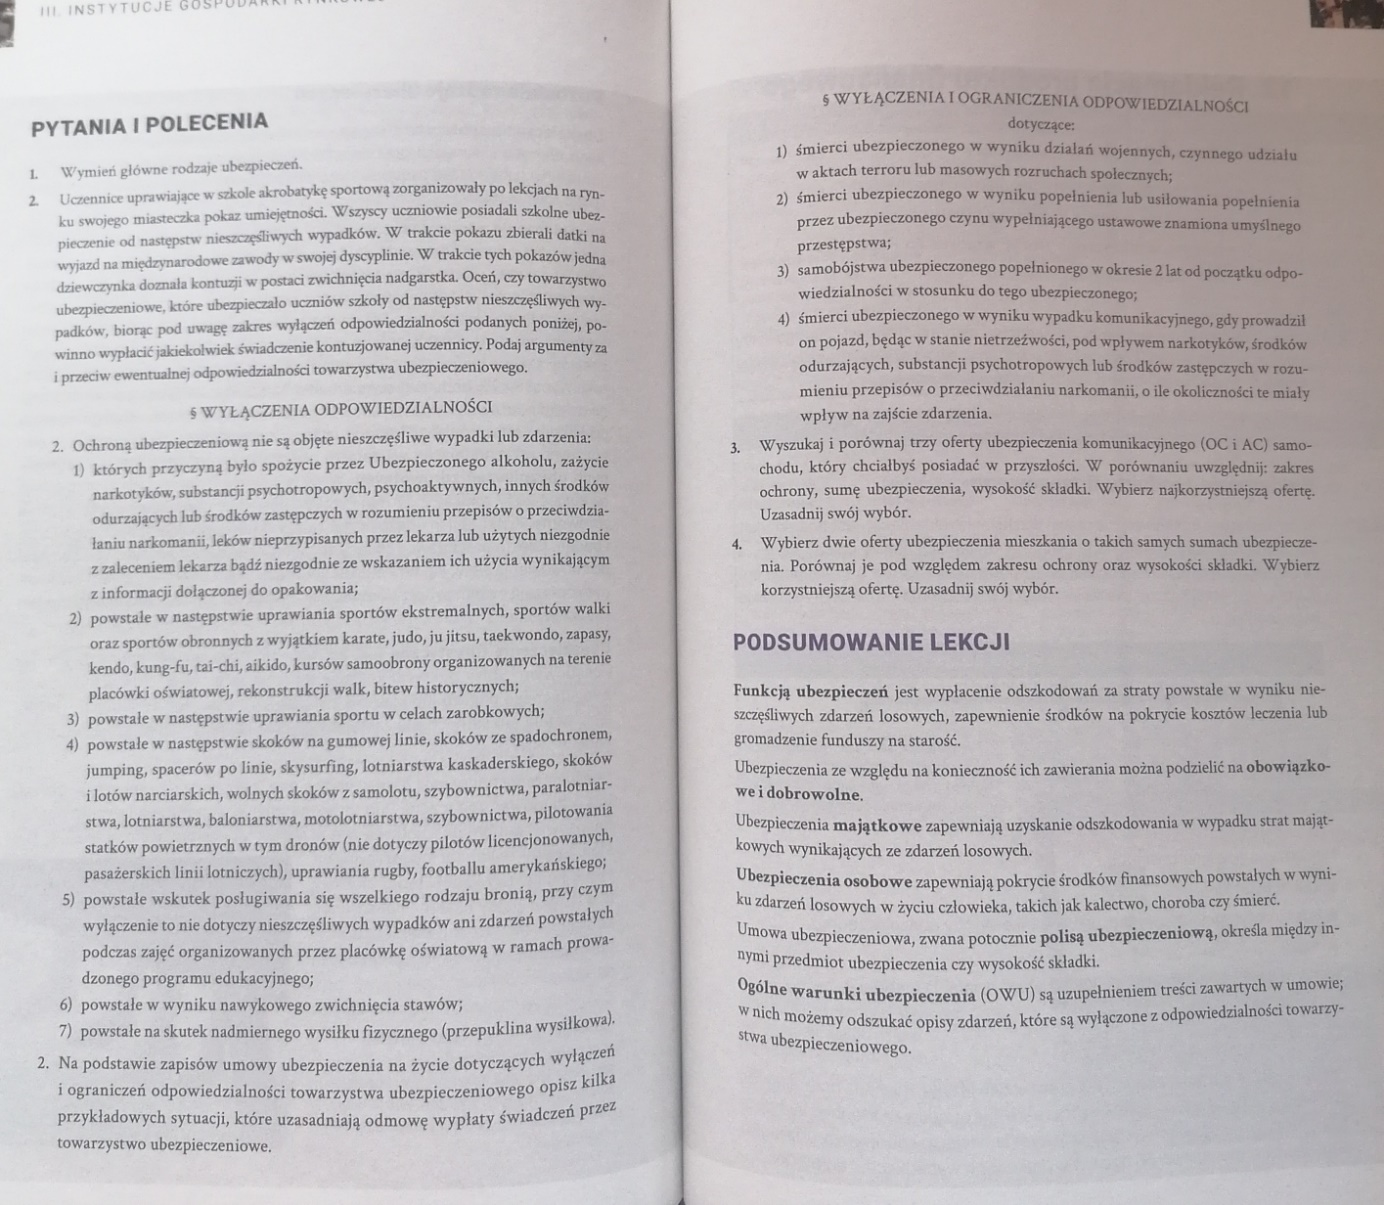 III. INSTYTUCJE GOSPODARKI
PYTANIA I POLECENIA
1. Wymień główne rodzaje ubezpieczeń.
2. Uczennice uprawiające w szkole akrobatykę sportową zorganizowały po lekcjach na ryn-
ku swojego miasteczka pokaz umiejętności. Wszyscy uczniowie posiadali szkolne ubez-
pieczenie od następstw nieszczęśliwych wypadków. W trakcie pokazu zbierali datki na
wyjazd na międzynarodowe zawody w swojej dyscyplinie. W trakcie tych pokazów jedna
dziewczynka doznała kontuzji w postaci zwichnięcia nadgarstka. Oceń, czy towarzystwo
ubezpieczeniowe, które ubezpieczało uczniów szkoły od następstw nieszczęśliwych wy-
padków, biorąc pod uwagę zakres wyłączeń odpowiedzialności podanych poniżej, po-
winno wypłacić jakiekolwiek świadczenie kontuzjowanej uczennicy. Podaj argumenty za
i przeciw ewentualnej odpowiedzialności towarzystwa ubezpieczeniowego.
§ WYŁĄCZENIA ODPOWIEDZIALNOŚCI
2. Ochroną ubezpieczeniową nie są objęte nieszczęśliwe wypadki lub zdarzenia:
1) których przyczyną było spożycie przez Ubezpieczonego alkoholu, zażycie
narkotyków, substancji psychotropowych, psychoaktywnych, innych środków
odurzających lub środków zastępczych w rozumieniu przepisów o przeciwdzia-
łaniu narkomanii, leków nieprzypisanych przez lekarza lub użytych niezgodnie
z zaleceniem lekarza bądź niezgodnie ze wskazaniem ich użycia wynikającym
z informacji dołączonej do opakowania;
2) powstałe w następstwie uprawiania sportów ekstremalnych, sportów walki
oraz sportów obronnych z wyjątkiem karate, judo, ju jitsu, taekwondo, zapasy,
kendo, kung-fu, tai-chi, aikido, kursów samoobrony organizowanych na terenie
placówki oświatowej, rekonstrukcji walk, bitew historycznych;
3) powstałe w następstwie uprawiania sportu w celach zarobkowych;
4) powstałe w następstwie skoków na gumowej linie, skoków ze spadochronem,
jumping, spacerów po linie, skysurfing, lotniarstwa kaskaderskiego, skoków
i lotów narciarskich, wolnych skoków z samolotu, szybownictwa, paralotniar-
stwa, lotniarstwa, baloniarstwa, motolotniarstwa, szybownictwa, pilotowania
statków powietrznych w tym dronów (nie dotyczy pilotów licencjonowanych,
pasażerskich linii lotniczych), uprawiania rugby, footballu amerykańskiego;
5) powstałe wskutek posługiwania się wszelkiego rodzaju bronią, przy czym
wyłączenie to nie dotyczy nieszczęśliwych wypadków ani zdarzeń powstałych
podczas zajęć organizowanych przez placówkę oświatową w ramach prowa-
dzonego programu edukacyjnego;
6) powstałe w wyniku nawykowego zwichnięcia stawów;
7) powstałe na skutek nadmiernego wysiłku fizycznego (przepuklina wysiłkowa).
2. Na podstawie zapisów umowy ubezpieczenia na życie dotyczących wyłączeń
i ograniczeń odpowiedzialności towarzystwa ubezpieczeniowego opisz kilka
przykładowych sytuacji, które uzasadniają odmowę wypłaty świadczeń przez
towarzystwo ubezpieczeniowe.
§ WYŁĄCZENIA I OGRANICZENIA ODPOWIEDZIALNOŚCI
dotyczące:
1) śmierci ubezpieczonego w wyniku działań wojennych, czynnego udziału
w aktach terroru lub masowych rozruchach społecznych;
2) śmierci ubezpieczonego w wyniku popełnienia lub usiłowania popełnienia
przez ubezpieczonego czynu wypełniającego ustawowe znamiona umyślnego
przestępstwa;
3) samobójstwa ubezpieczonego popełnionego w okresie 2 lat od początku odpo-
wiedzialności w stosunku do tego ubezpieczonego;
4) śmierci ubezpieczonego w wyniku wypadku komunikacyjnego, gdy prowadził
on pojazd, będąc w stanie nietrzeźwości, pod wpływem narkotyków, środków
odurzających, substancji psychotropowych lub środków zastępczych w rozu-
mieniu przepisów o przeciwdziałaniu narkomanii, o ile okoliczności te miały
wpływ na zajście zdarzenia.
3. Wyszukaj i porównaj trzy oferty ubezpieczenia komunikacyjnego (OC i AC) samo-
chodu, który chciałbyś posiadać w przyszłości. W porównaniu uwzględnij: zakres
ochrony, sumę ubezpieczenia, wysokość składki. Wybierz najkorzystniejszą ofertę.
Uzasadnij swój wybór.
4. Wybierz dwie oferty ubezpieczenia mieszkania o takich samych sumach ubezpiecze-
nia. Porównaj je pod względem zakresu ochrony oraz wysokości składki. Wybierz
korzystniejszą ofertę. Uzasadnij swój wybór.
PODSUMOWANIE LEKCJI
Funkcją ubezpieczeń jest wypłacenie odszkodowań za straty powstałe w wyniku nie-
szczęśliwych zdarzeń losowych, zapewnienie środków na pokrycie kosztów leczenia lub
gromadzenie funduszy na starość.
Ubezpieczenia ze względu na konieczność ich zawierania można podzielić na obowiązko-
we i dobrowolne.
Ubezpieczenia majątkowe zapewniają uzyskanie odszkodowania w wypadku strat mająt-
kowych wynikających ze zdarzeń losowych.
Ubezpieczenia osobowe zapewniają pokrycie środków finansowych powstałych w wyni-
ku zdarzeń losowych w życiu człowieka, takich jak kalectwo, choroba czy śmierć.
Umowa ubezpieczeniowa, zwana potocznie polisą ubezpieczeniową, określa między in-
nymi przedmiot ubezpieczenia czy wysokość składki.
Ogólne warunki ubezpieczenia (OWU) są uzupełnieniem treści zawartych w umowie;
w nich możemy odszukać opisy zdarzeń, które są wyłączone z odpowiedzialności towarzy-
stwa ubezpieczeniowego.